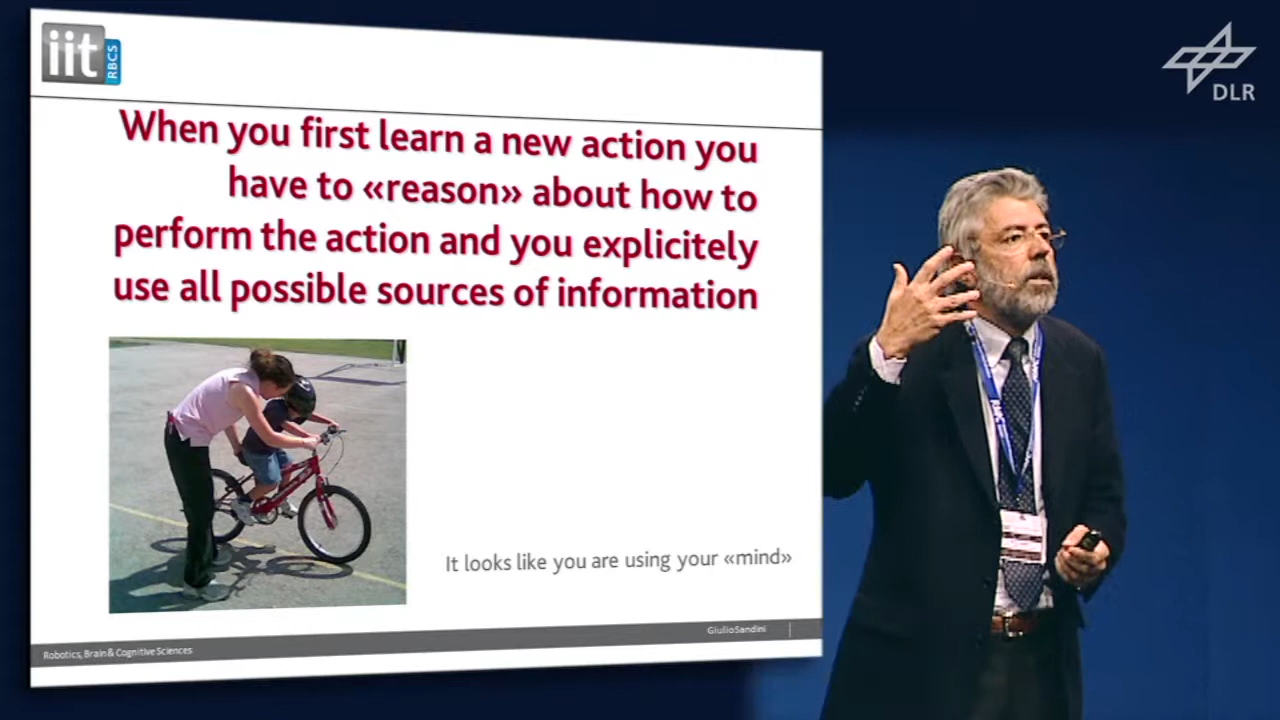 iit
RBCS
DLR
When you first learn a new action you
have to «reason» about how to
perform the action and you explicitely
use all possible sources of information
It looks like you are using your «mind»
Giulio Sandini
Robotics, Brain & Cognitive Sciences